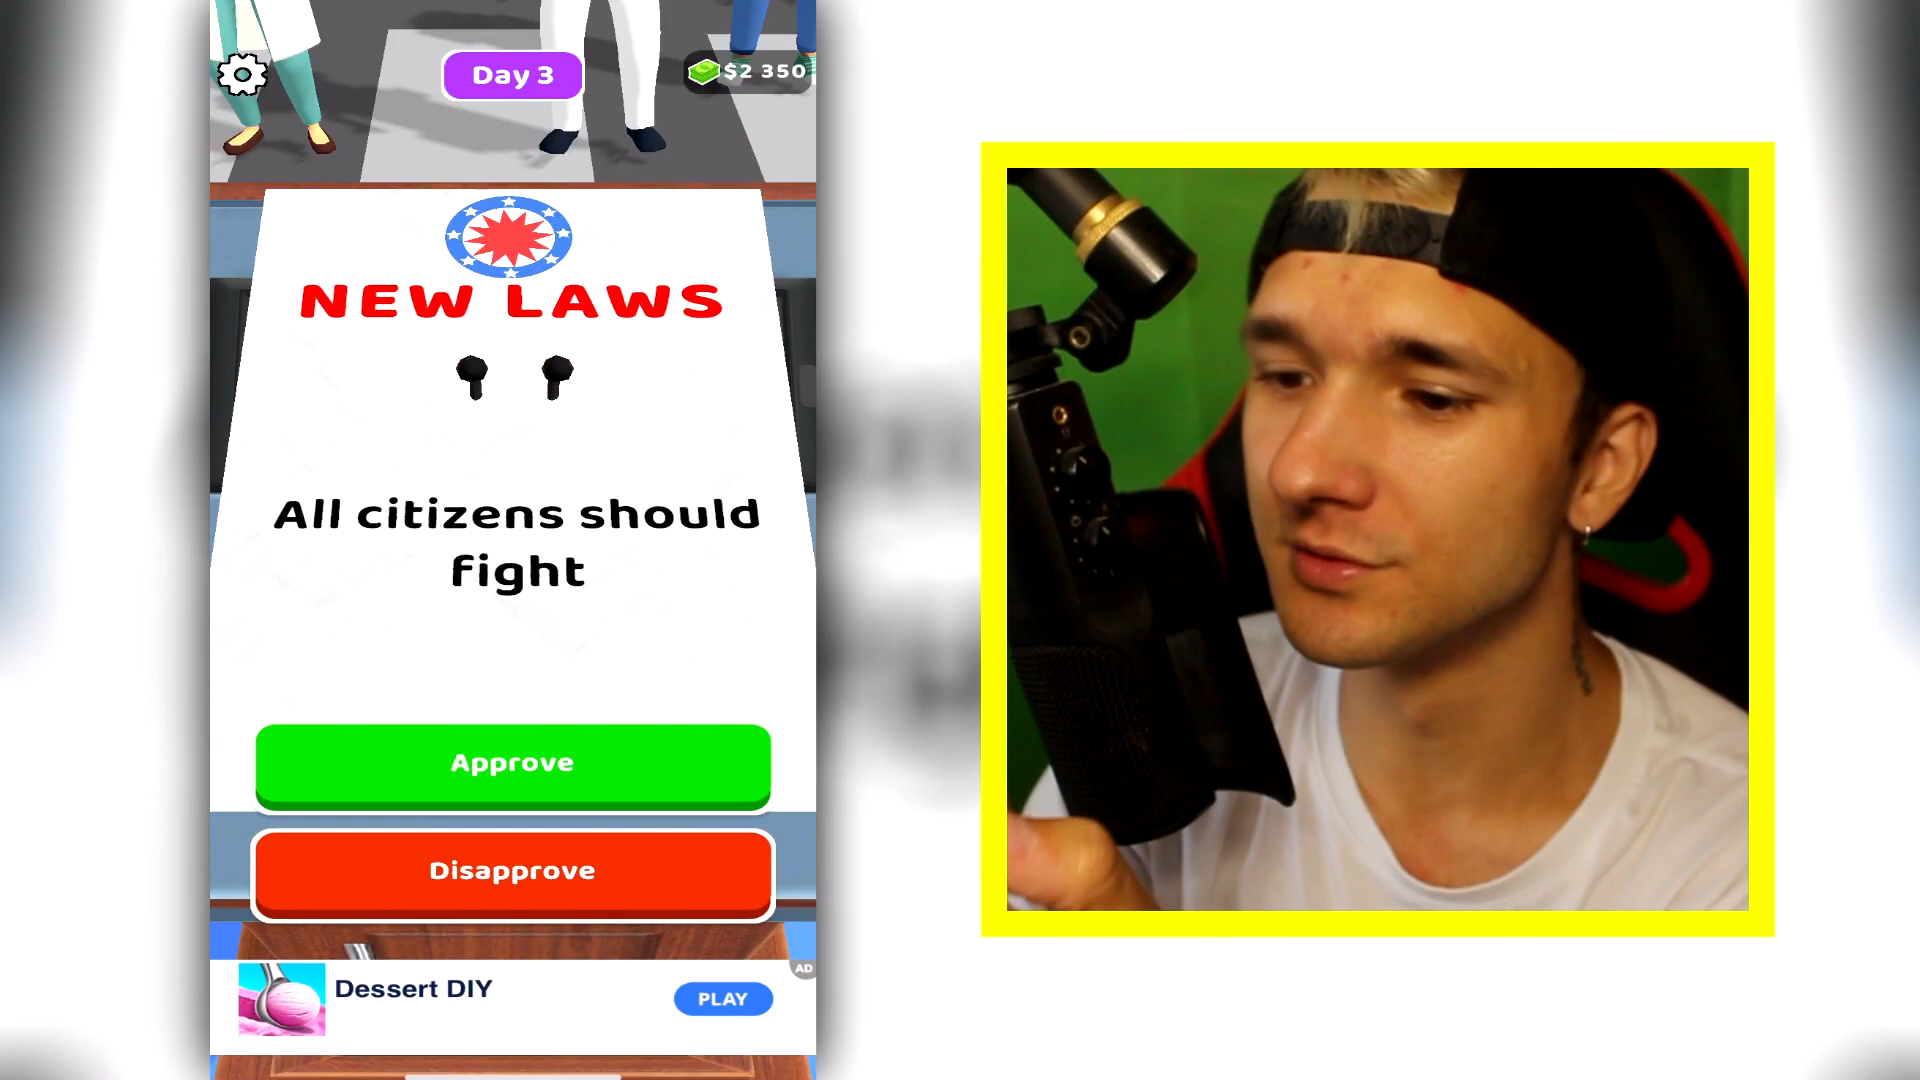 Day 3
$2 350
NEW LAWS
All citizens should
fight
Approve
Disapprove
Dessert DIY
AD
PLAY